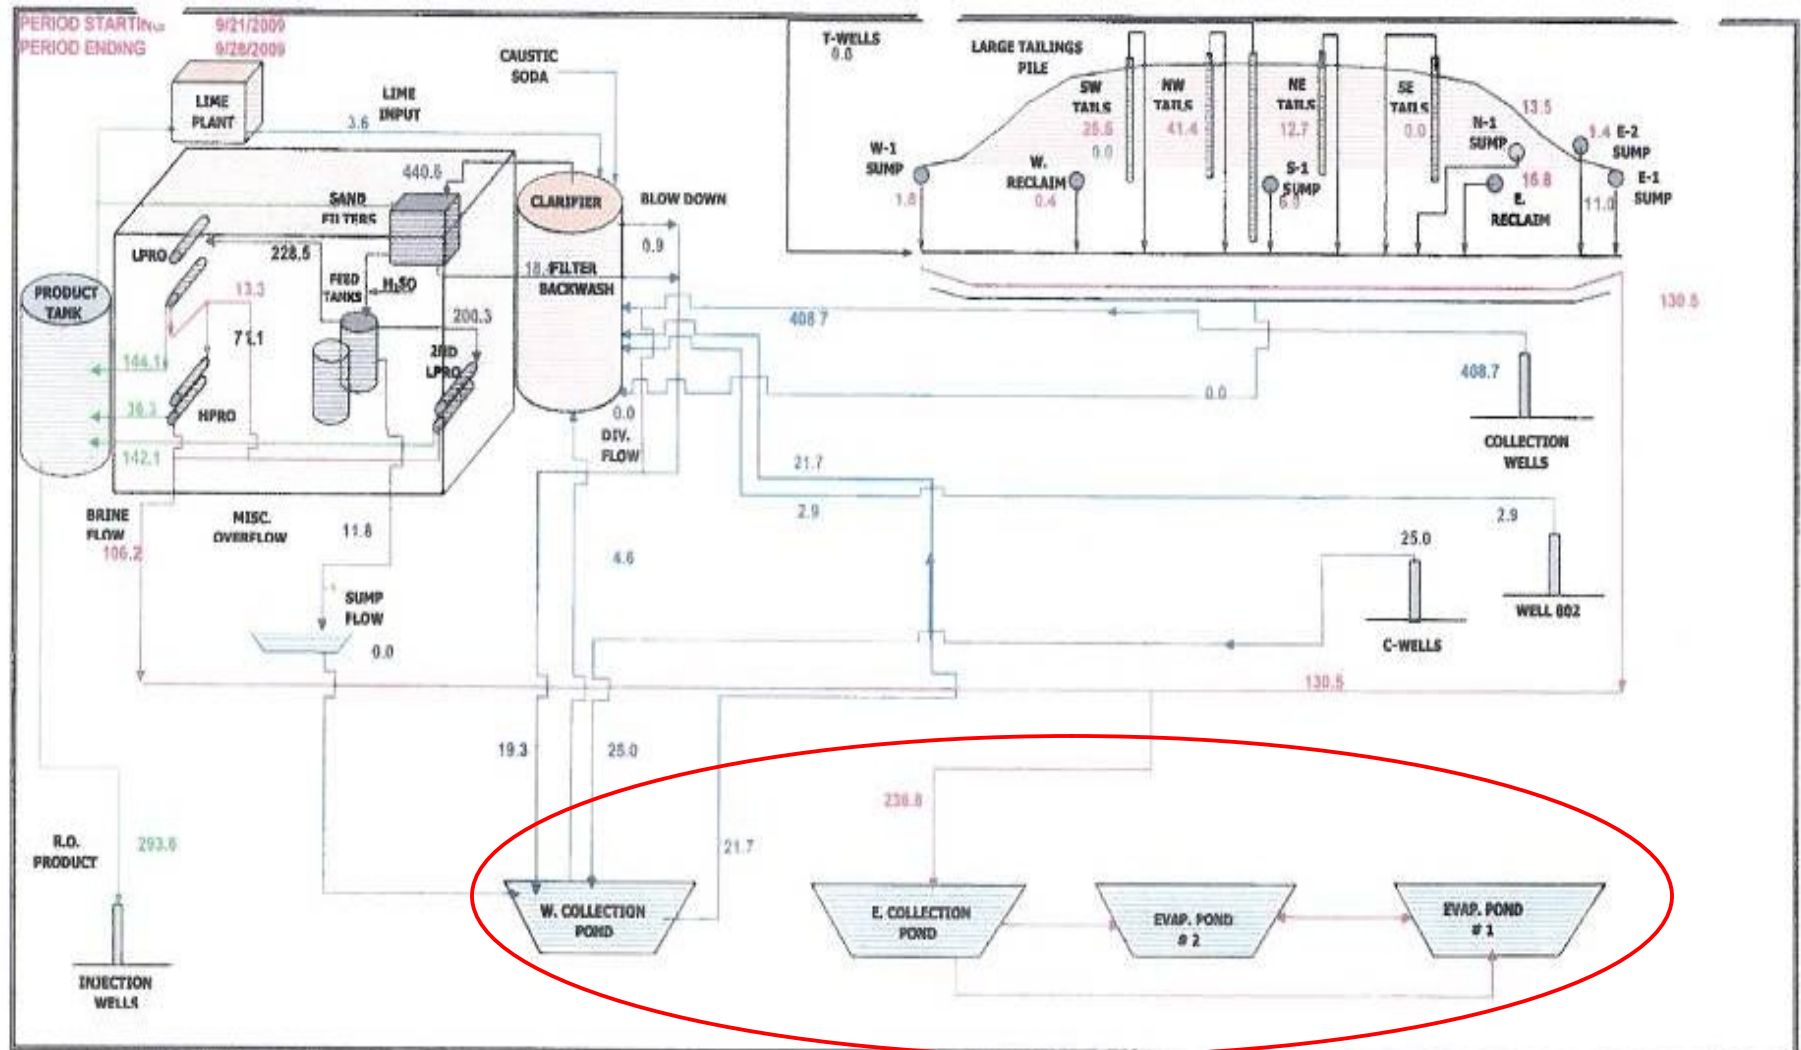 PERIOD STARTING 9/21/2009
PERIOD ENDING 9/28/2009
LIME
PLANT
LIME
INPUT
3.6
CAUSTIC
SODA
T-WELLS
0.0
LARGE TAILINGS
PILE
SW
TAILS
25.5
0.0
NW
TAILS
41.4
NE
TAILS
12.7
SE
TAILS
0.0
13.5
N-1
SUMP
1.4 E-2
SUMP
W-1
SUMP
1.8
W.
RECLAIM
0.4
S-1
SUMP
6.9
16.8
E.
RECLAIM
11.0
E-1
SUMP
130.5
440.6
SAND
FILTERS
CLARIFIER
BLOW DOWN
0.9
LPRO
228.5
FEED
TANKS
H2SO
18.4
FILTER
BACKWASH
PRODUCT
TANK
13.3
71.1
200.3
2ND
LPRO
408.7
408.7
144.1
HPRO
142.1
0.0
0.0
DIV.
FLOW
COLLECTION
WELLS
21.7
2.9
2.9
BRINE
FLOW
106.2
MISC.
OVERFLOW
11.8
4.6
25.0
SUMP
FLOW
0.0
WELL 802
C-WELLS
130.5
19.3
25.0
236.8
21.7
R.O.
PRODUCT
293.6
W. COLLECTION
POND
E. COLLECTION
POND
EVAP. POND
# 2
EVAP. POND
# 1
INJECTION
WELLS